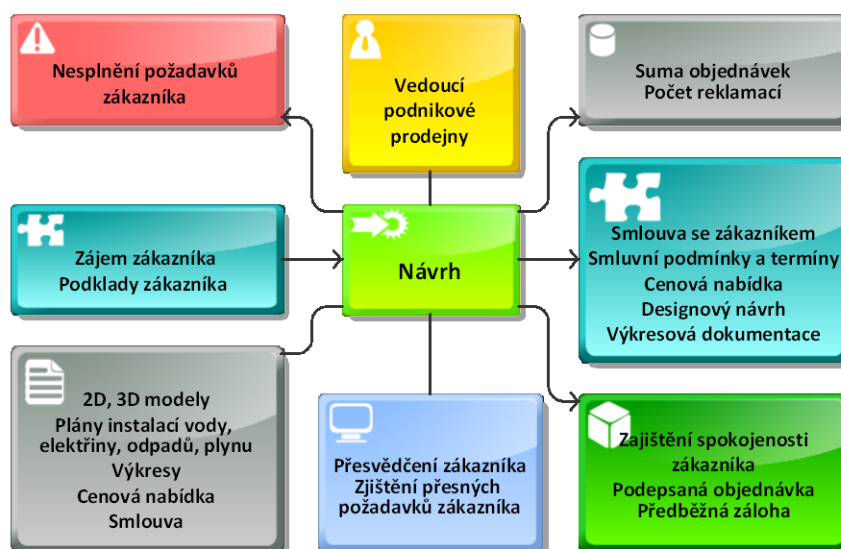 Nesplnění požadavků
zákazníka
Vedoucí
podnikové
prodejny
Suma objednávek
Počet reklamací
Zájem zákazníka
Podklady zákazníka
Návrh
Smlouva se zákazníkem
Smluvní podmínky a termíny
Cenová nabídka
Designový návrh
Výkresová dokumentace
2D, 3D modely
Plány instalací vody,
elektřiny, odpadů, plynu
Výkresy
Cenová nabídka
Smlouva
Přesvědčení zákazníka
Zjištění přesných
požadavků zákazníka
Zajištění spokojenosti
zákazníka
Podepsaná objednávka
Předběžná záloha